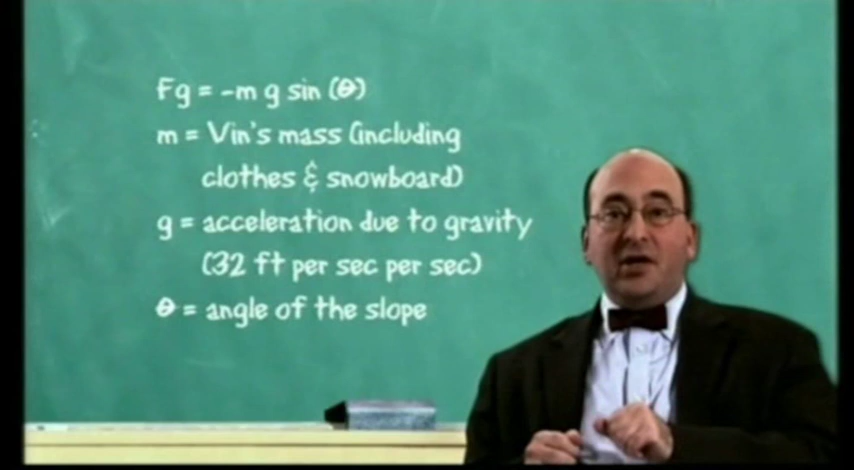 Fg = -m g sin (θ)
m = Vin's mass (including
clothes & snowboard)
g = acceleration due to gravity
(32 ft per sec per sec)
θ = angle of the slope